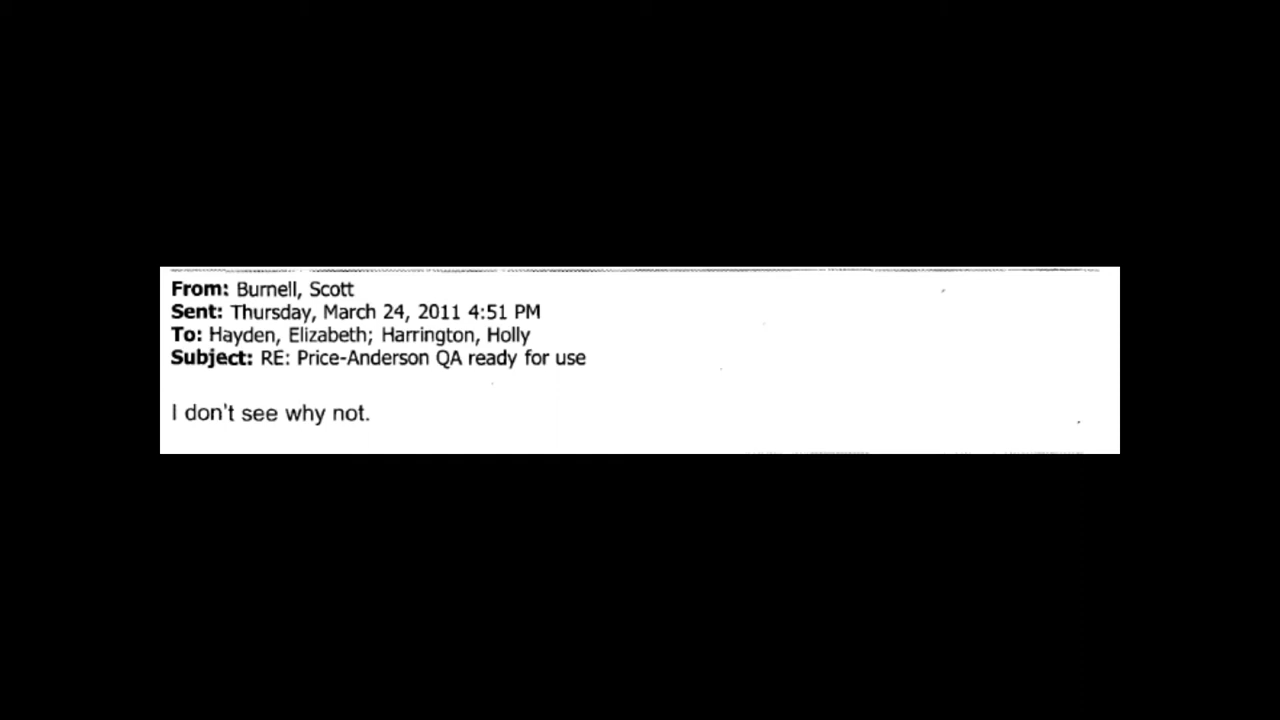 From: Burnell, Scott
Sent: Thursday, March 24, 2011 4:51 PM
To: Hayden, Elizabeth; Harrington, Holly
Subject: RE: Price-Anderson QA ready for use
I don't see why not.